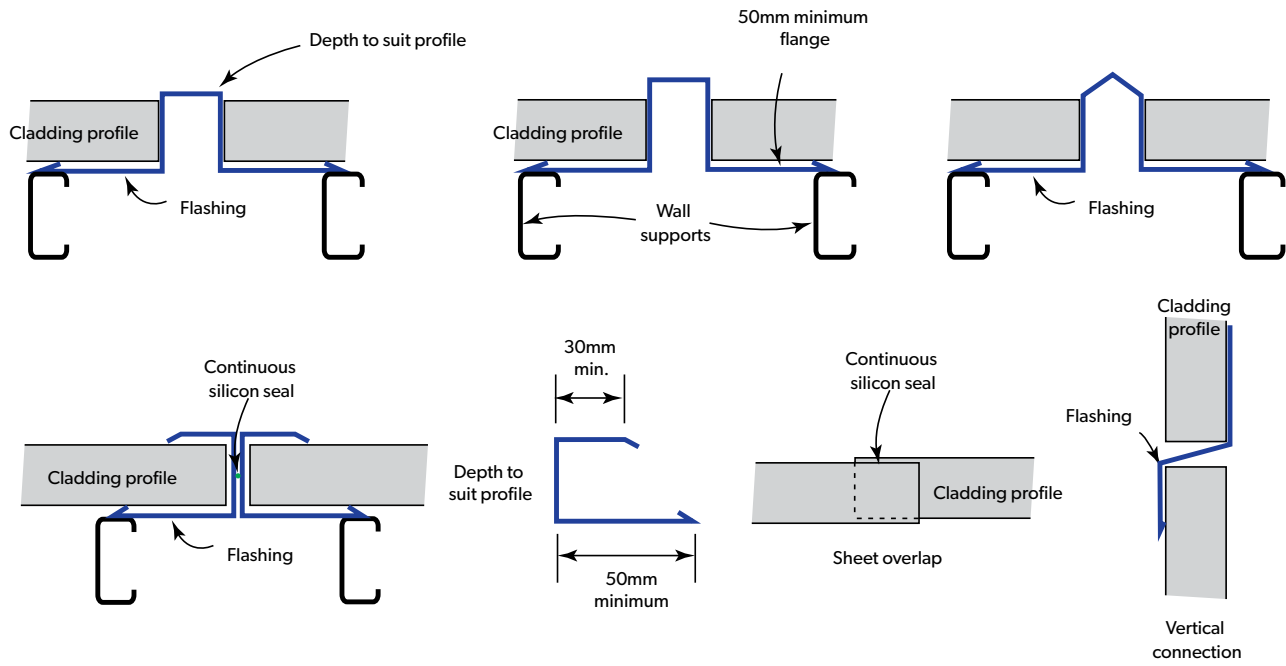 Depth to suit profile
Cladding profile
Flashing
50mm minimum
flange
Cladding profile
Wall
supports
Flashing
Continuous
silicon seal
Cladding profile
Flashing
30mm
min.
Depth to
suit profile
50mm
minimum
Continuous
silicon seal
Cladding profile
Sheet overlap
Cladding
profile
Flashing
Vertical
connection